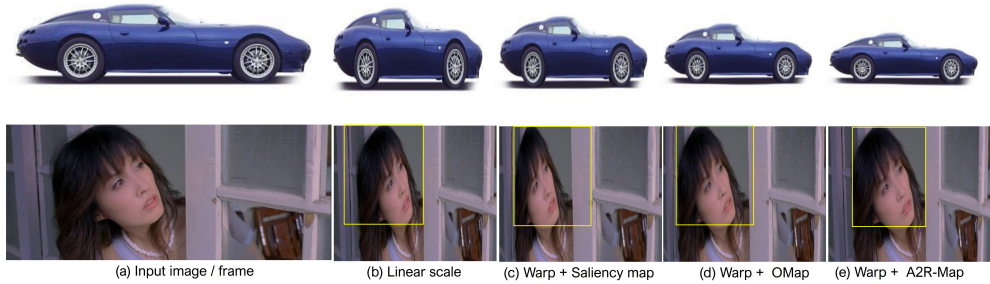 (a) Input image / frame
(b) Linear scale
(c) Warp + Saliency map
(d) Warp + OMap
(e) Warp + A2R-Map